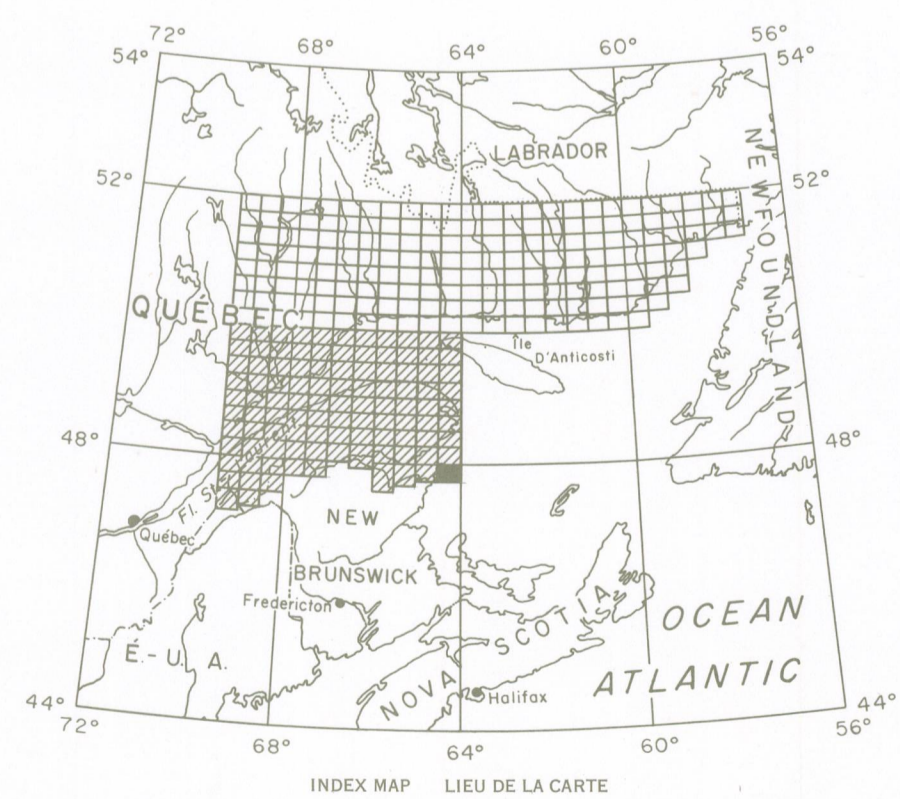 72° 68° 64° 60° 56°
54° 54°
LABRADOR
52° 52°
NEWFOUNDLAND
QUÉBEC
Île
D'Anticosti
48° 48°
Fl. St. Laurent
Québec
NEW
BRUNSWICK
Fredericton
NOVA SCOTIA
OCEAN
ATLANTIC
É.-U. A.
Halifax
44° 44°
72° 68° 64° 60° 56°
INDEX MAP LIEU DE LA CARTE